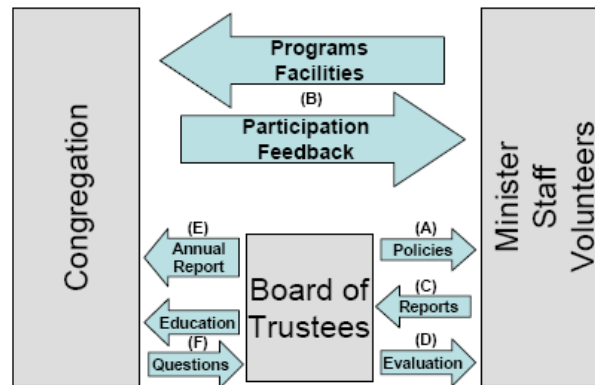 Programs
Facilities
(B)
Participation
Feedback
Congregation
Minister
Staff
Volunteers
(E)
Annual
Report
Education
(F)
Questions
Board of
Trustees
(A)
Policies
(C)
Reports
(D)
Evaluation